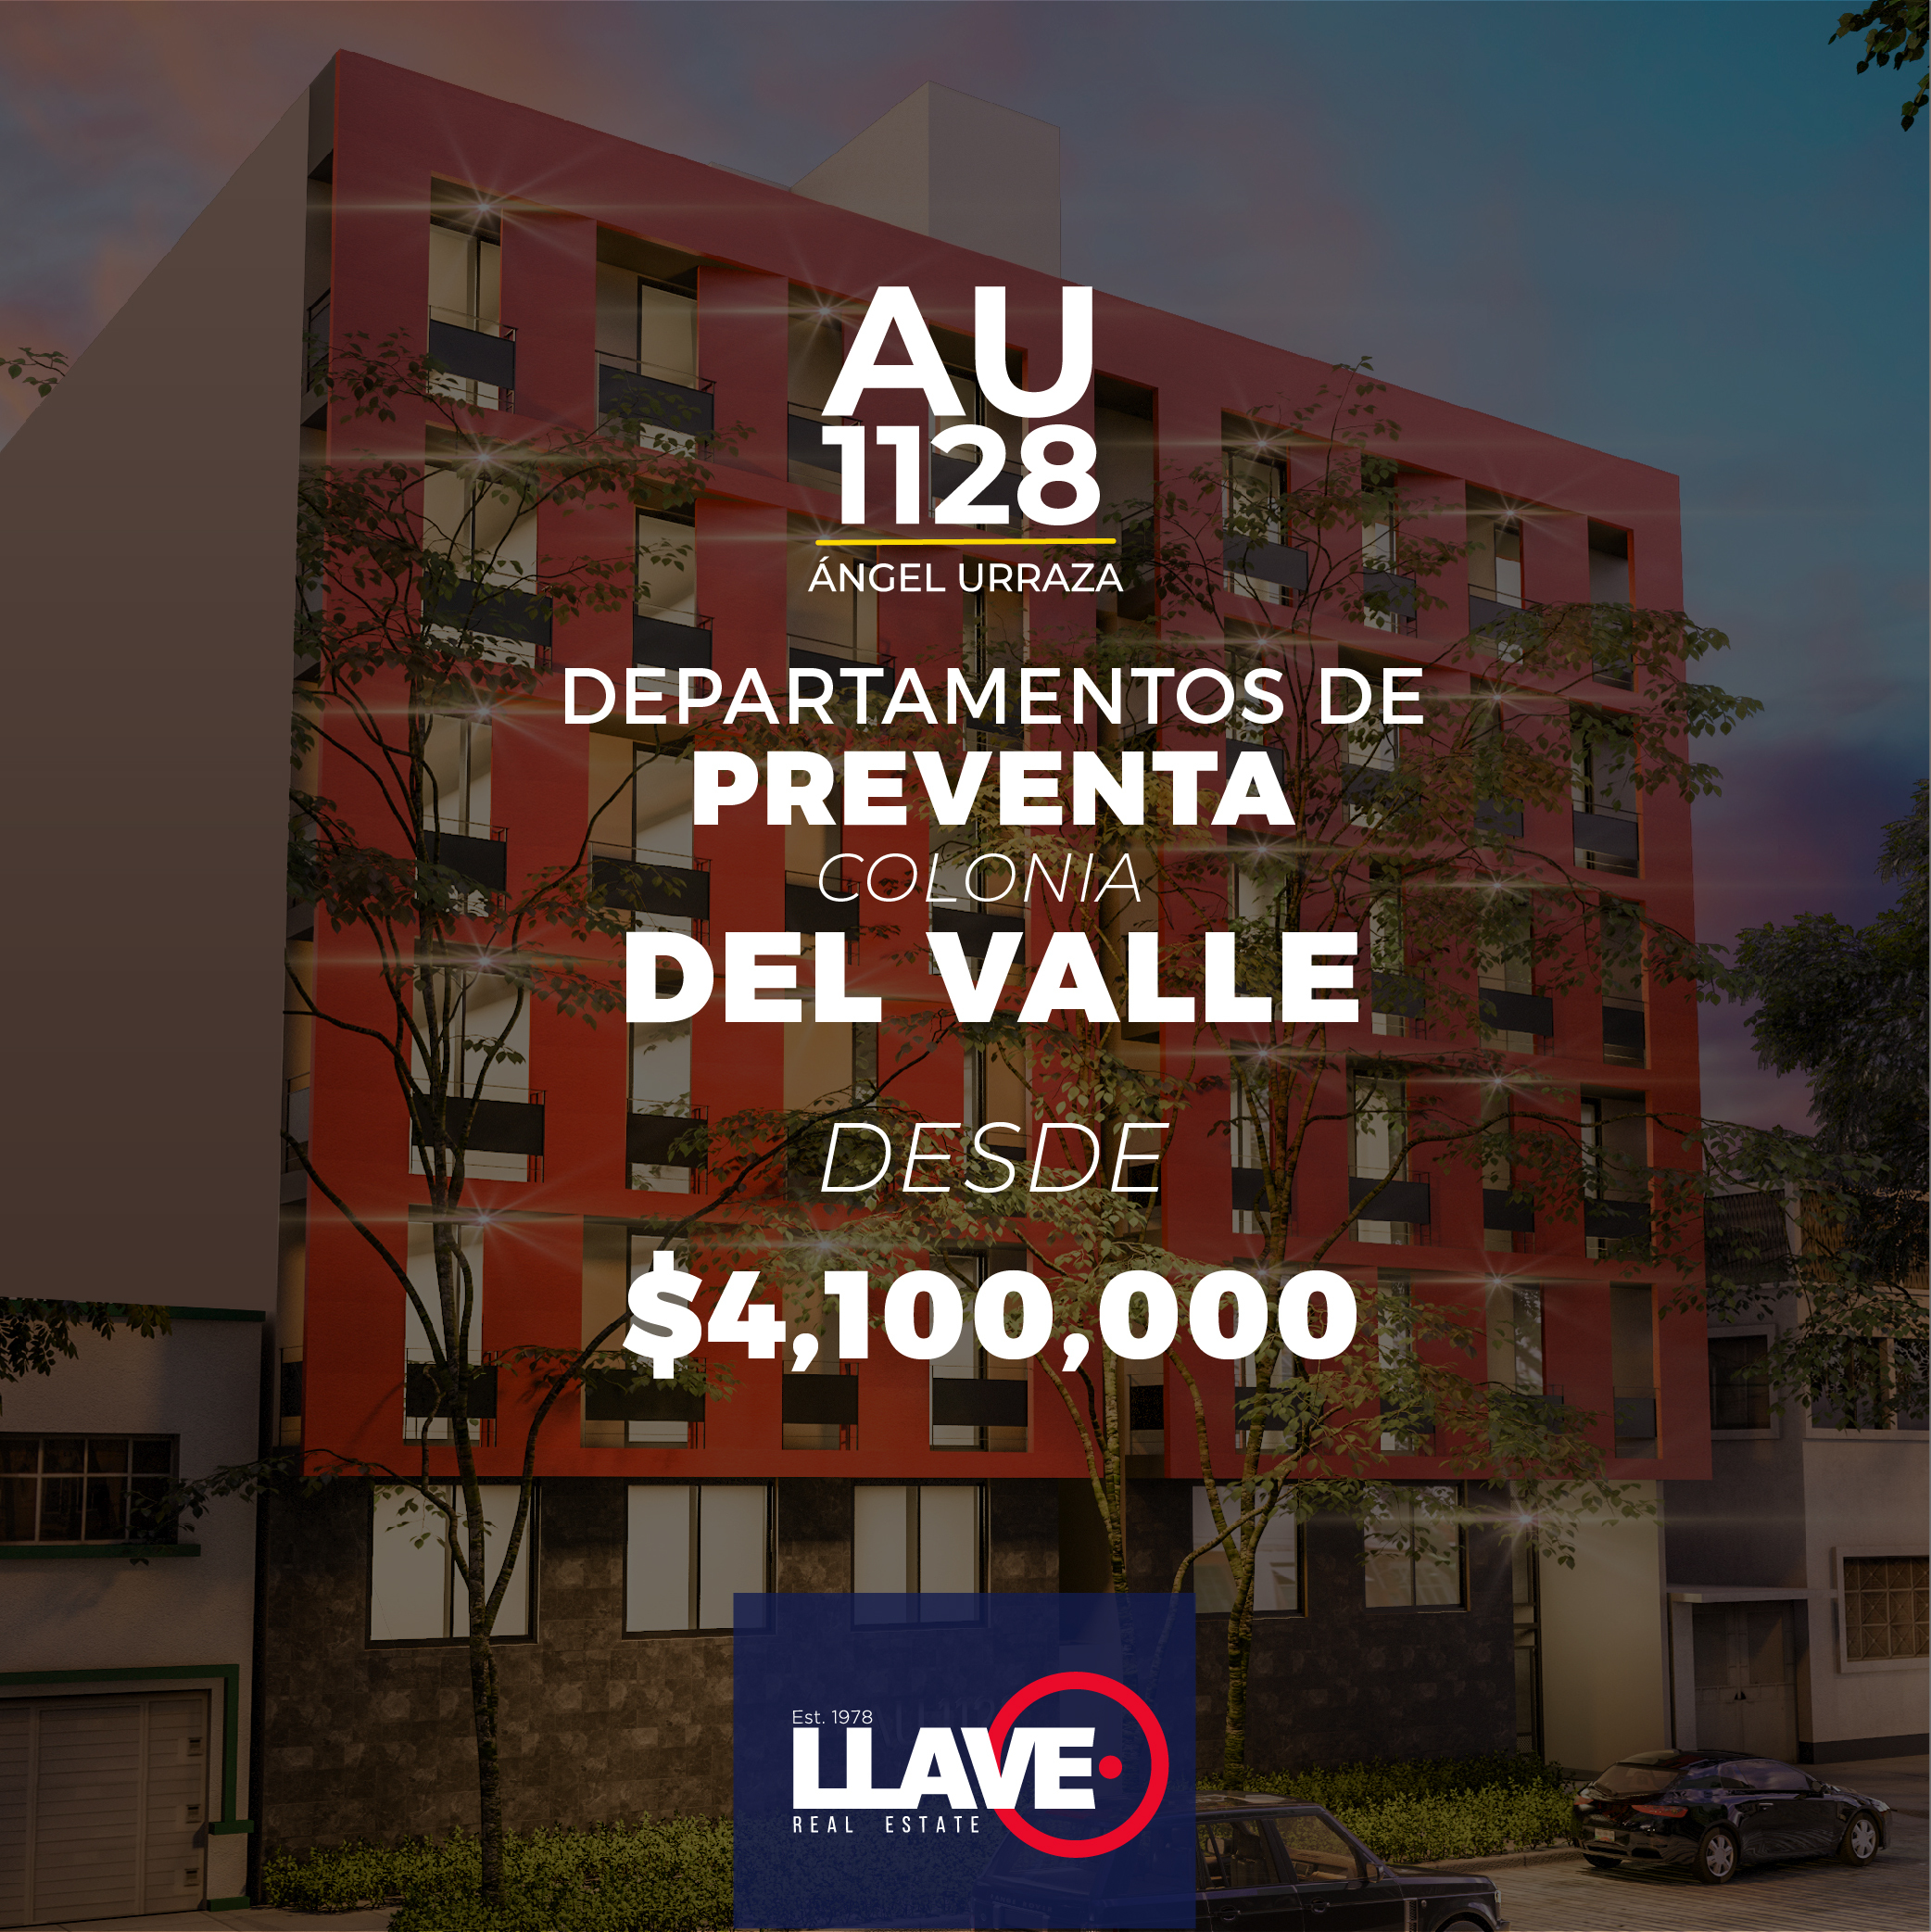 AU
1128
ÁNGEL URRAZA
DEPARTAMENTOS DE
PREVENTA
COLONIA
DEL VALLE
DESDE
$4,100,000
Est. 1978
LLAVE
REAL ESTATE